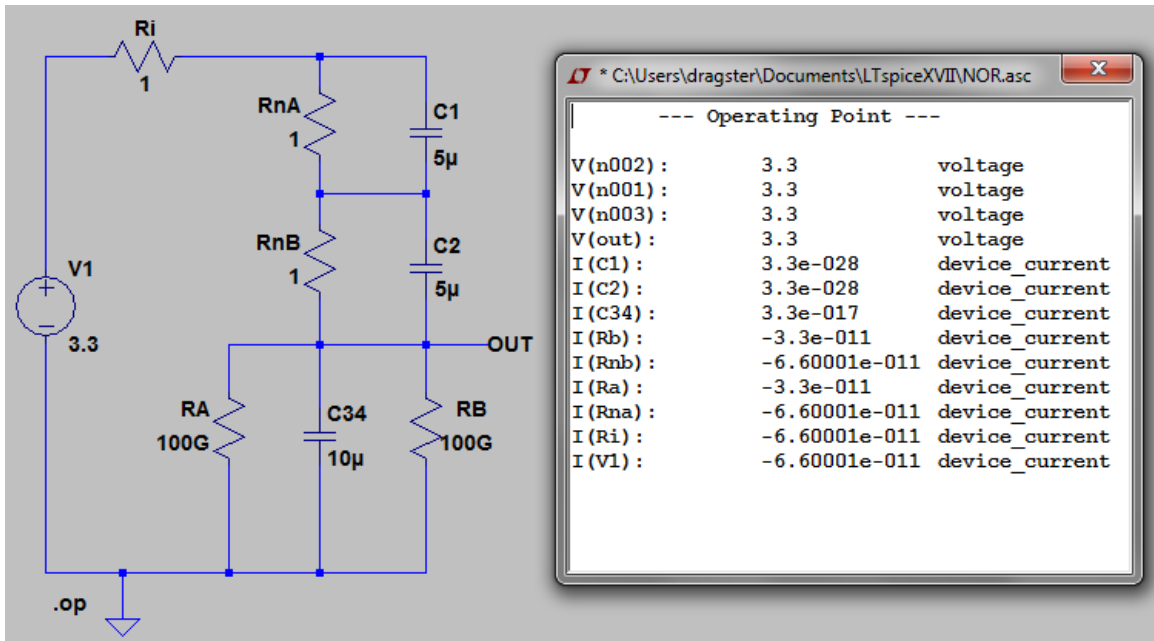 Ri
1
RnA
1
C1
5µ
RnB
1
C2
5µ
V1
3.3
OUT
RA
100G
C34
10µ
RB
100G
.op
* C:\Users\dragster\Documents\LTspiceXVII\NOR.asc
--- Operating Point ---
V(n002): 3.3 voltage
V(n001): 3.3 voltage
V(n003): 3.3 voltage
V(out): 3.3 voltage
I(C1): 3.3e-028 device_current
I(C2): 3.3e-028 device_current
I(C34): 3.3e-017 device_current
I(Rb): -3.3e-011 device_current
I(Rnb): -6.60001e-011 device_current
I(Ra): -3.3e-011 device_current
I(Rna): -6.60001e-011 device_current
I(Ri): -6.60001e-011 device_current
I(V1): -6.60001e-011 device_current